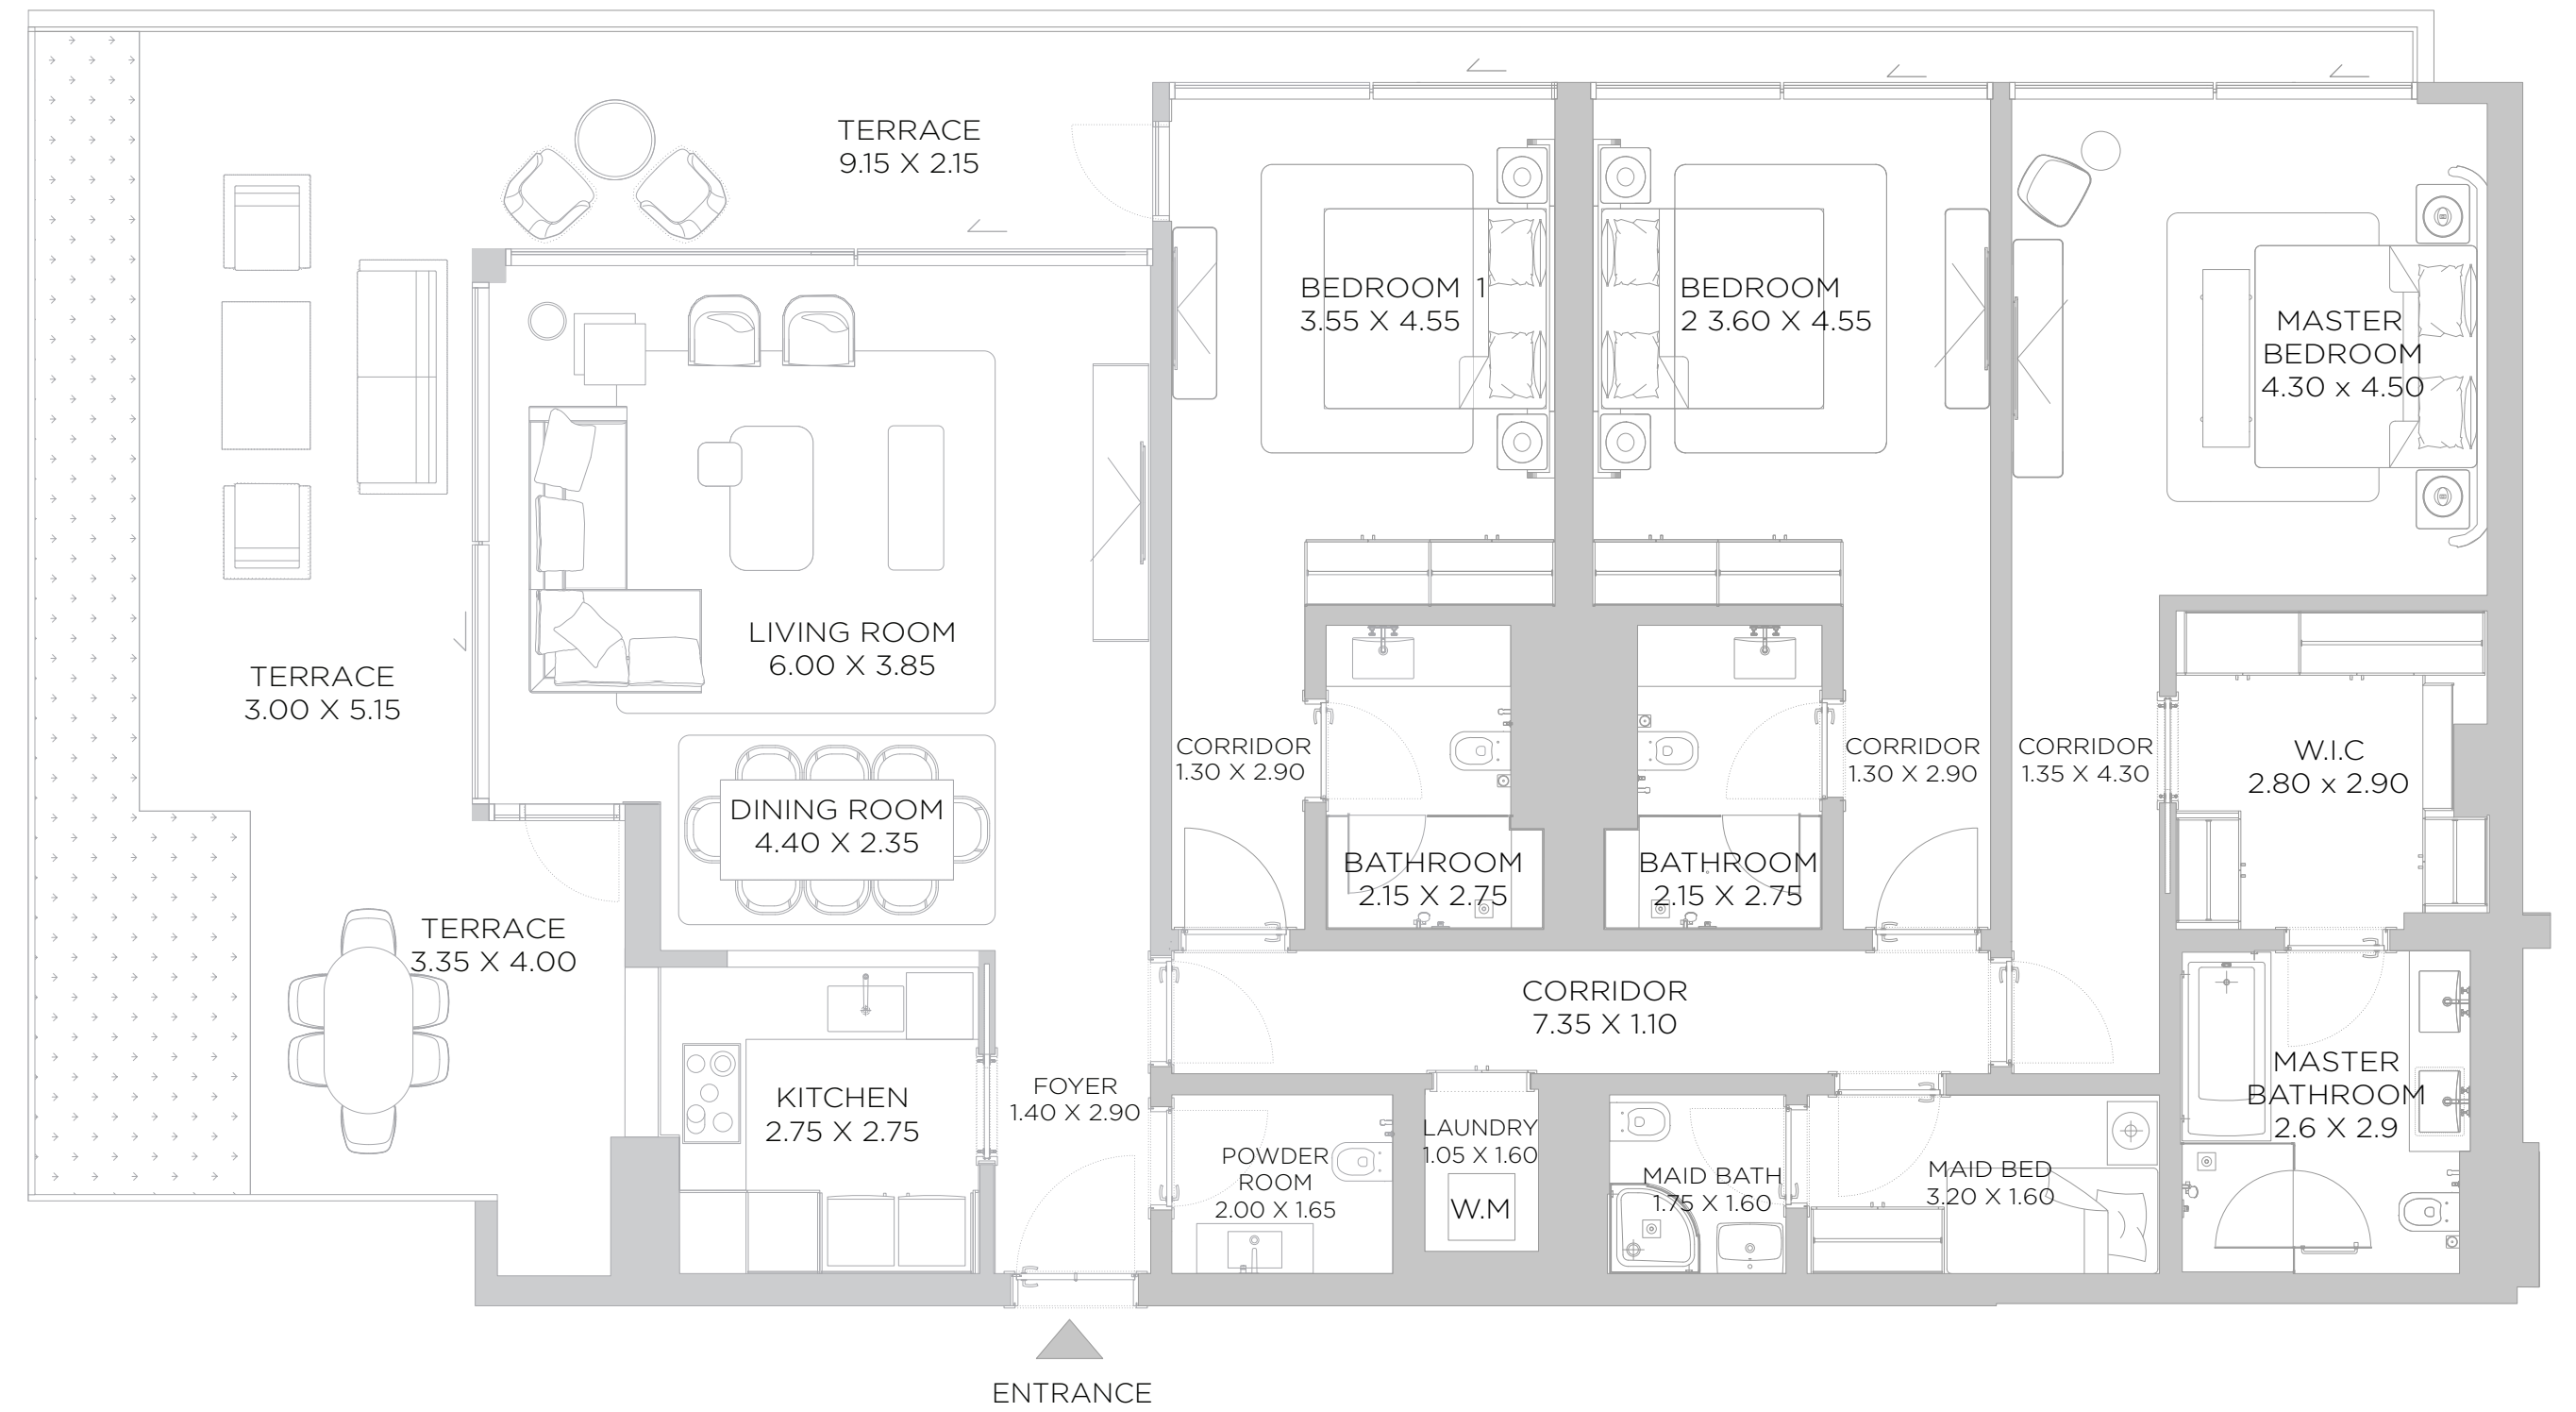 TERRACE
9.15 X 2.15
BEDROOM 1
3.55 X 4.55
BEDROOM
2 3.60 X 4.55
MASTER
BEDROOM
4.30 x 4.50
LIVING ROOM
6.00 X 3.85
TERRACE
3.00 X 5.15
CORRIDOR
1.30 X 2.90
CORRIDOR
1.30 X 2.90
CORRIDOR
1.35 X 4.30
W.I.C
2.80 x 2.90
DINING ROOM
4.40 X 2.35
BATHROOM
2.15 X 2.75
BATHROOM
2.15 X 2.75
TERRACE
3.35 X 4.00
CORRIDOR
7.35 X 1.10
KITCHEN
2.75 X 2.75
FOYER
1.40 X 2.90
MASTER
BATHROOM
2.6 X 2.9
POWDER
ROOM
2.00 X 1.65
LAUNDRY
1.05 X 1.60
W.M
MAID BATH
1.75 X 1.60
MAID BED
3.20 X 1.60
ENTRANCE